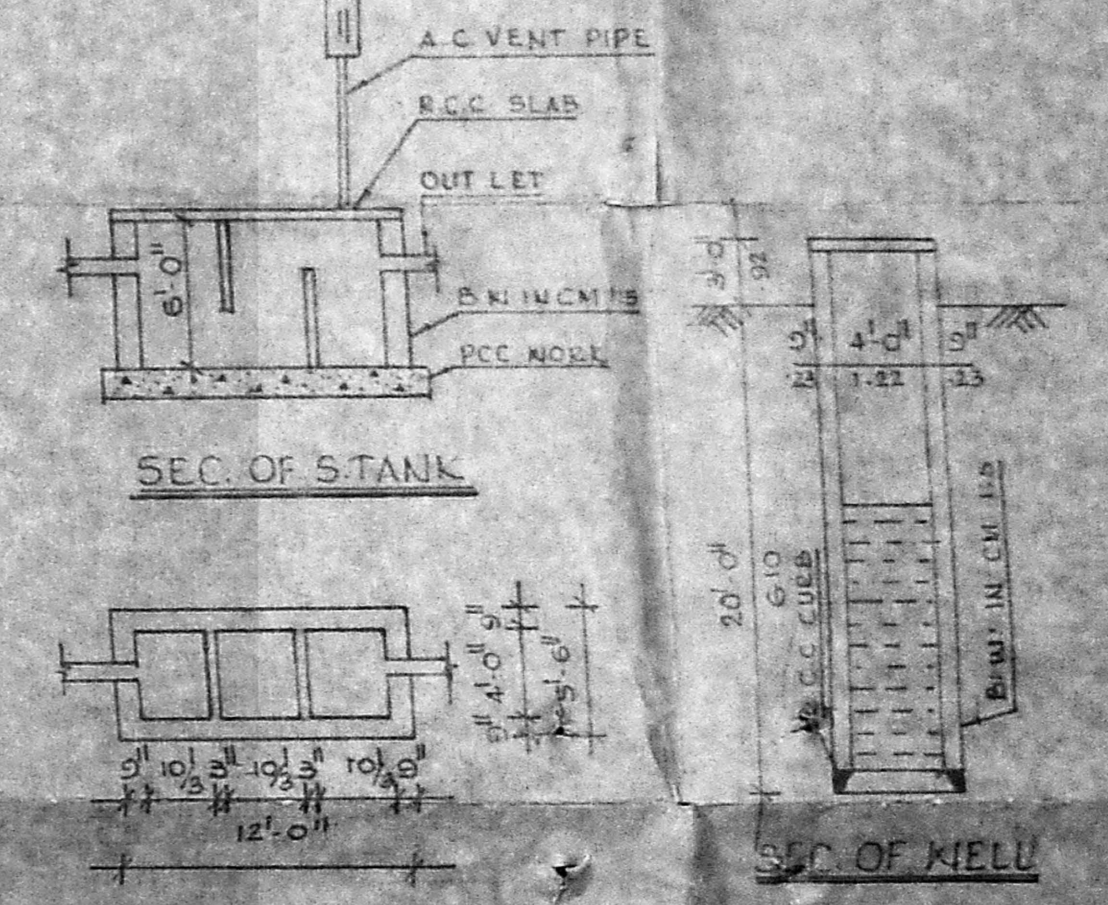 A.C VENT PIPE
R.C.C. SLAB
OUT LET
6'-0"
B.W IN CM 1:5
PCC WORK
SEC. OF S.TANK
9" 4'-0" 9"
5'-6"
9" 10'/3 3" 10'/3 3" 10'/3 9"
12'-0"
3'-0"
.92
9" 4'-0" 9"
.23 1.22 .23
20'-0"
6.10
R.C.C CURB
B.W. IN CM 1:5
SEC. OF WELL